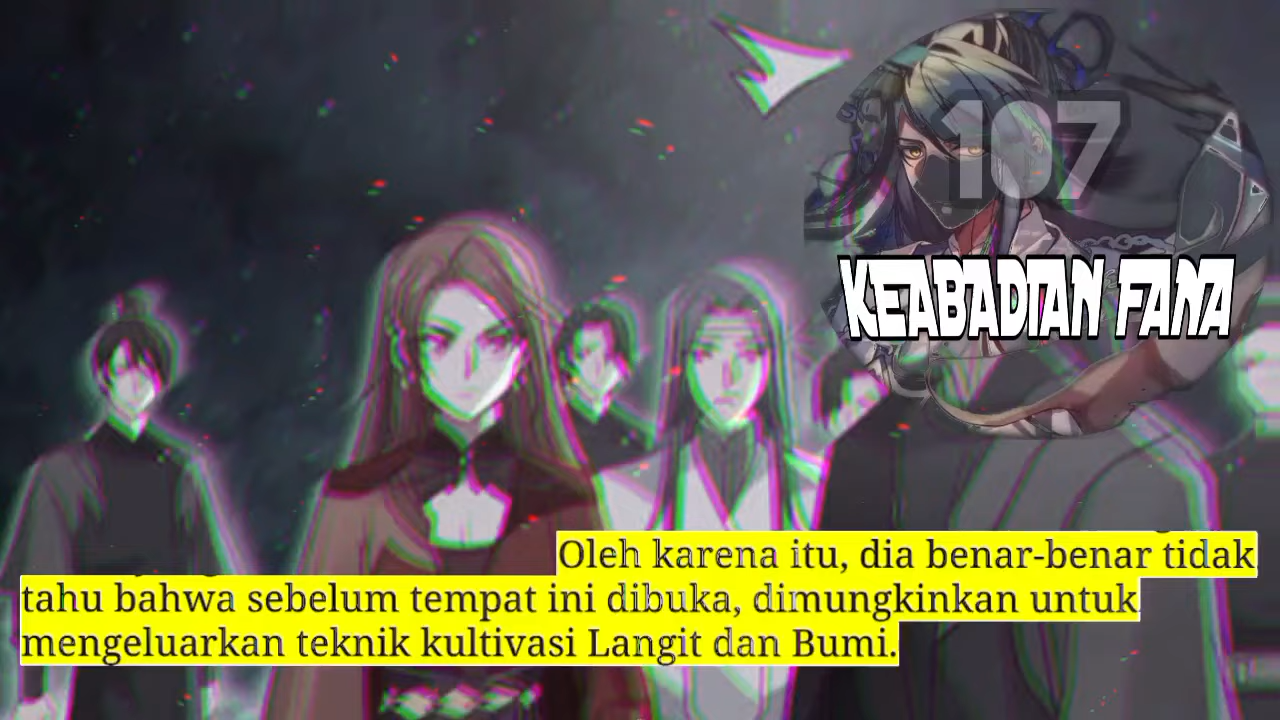 107
KEABADIAN FANA
Oleh karena itu, dia benar-benar tidak
tahu bahwa sebelum tempat ini dibuka, dimungkinkan untuk
mengeluarkan teknik kultivasi Langit dan Bumi.